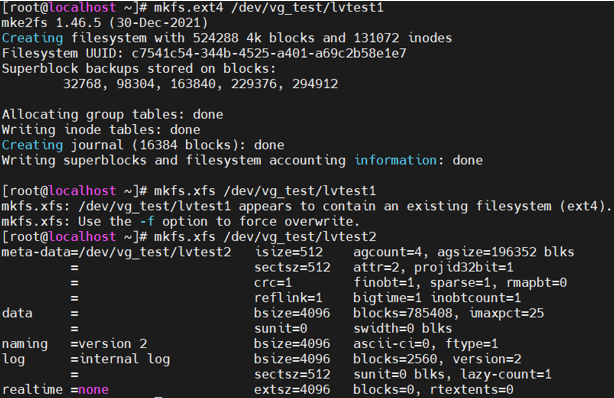 [root@localhost ~]# mkfs.ext4 /dev/vg_test/lvtest1
mke2fs 1.46.5 (30-Dec-2021)
Creating filesystem with 524288 4k blocks and 131072 inodes
Filesystem UUID: c7541c54-344b-4525-a401-a69c2b58e1e7
Superblock backups stored on blocks:
        32768, 98304, 163840, 229376, 294912

Allocating group tables: done
Writing inode tables: done
Creating journal (16384 blocks): done
Writing superblocks and filesystem accounting information: done

[root@localhost ~]# mkfs.xfs /dev/vg_test/lvtest1
mkfs.xfs: /dev/vg_test/lvtest1 appears to contain an existing filesystem (ext4).
mkfs.xfs: Use the -f option to force overwrite.
[root@localhost ~]# mkfs.xfs /dev/vg_test/lvtest2
meta-data=/dev/vg_test/lvtest2   isize=512    agcount=4, agsize=196352 blks
         =                       sectsz=512   attr=2, projid32bit=1
         =                       crc=1        finobt=1, sparse=1, rmapbt=0
         =                       reflink=1    bigtime=1 inobtcount=1
data     =                       bsize=4096   blocks=785408, imaxpct=25
         =                       sunit=0      swidth=0 blks
naming   =version 2              bsize=4096   ascii-ci=0, ftype=1
log      =internal log           bsize=4096   blocks=2560, version=2
         =                       sectsz=512   sunit=0 blks, lazy-count=1
realtime =none                   extsz=4096   blocks=0, rtextents=0